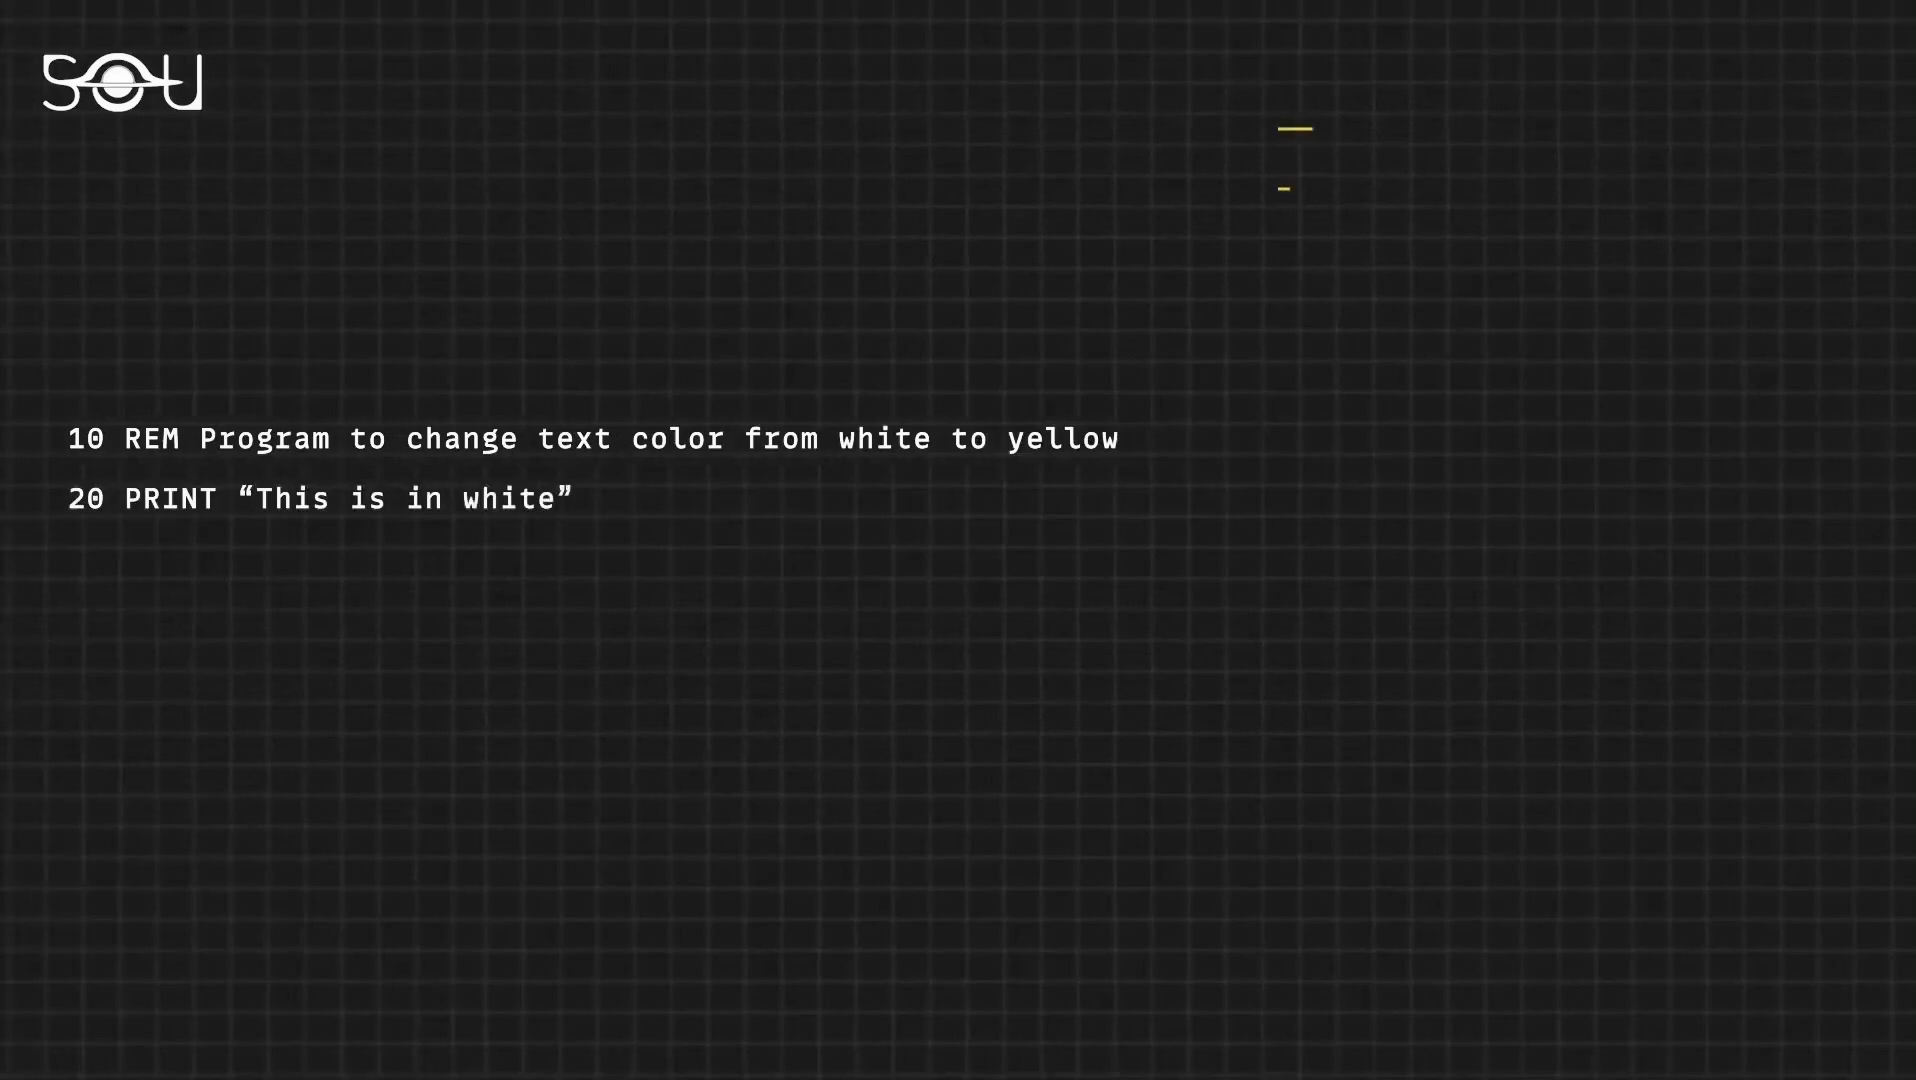 SOU
10 REM Program to change text color from white to yellow
20 PRINT “This is in white”